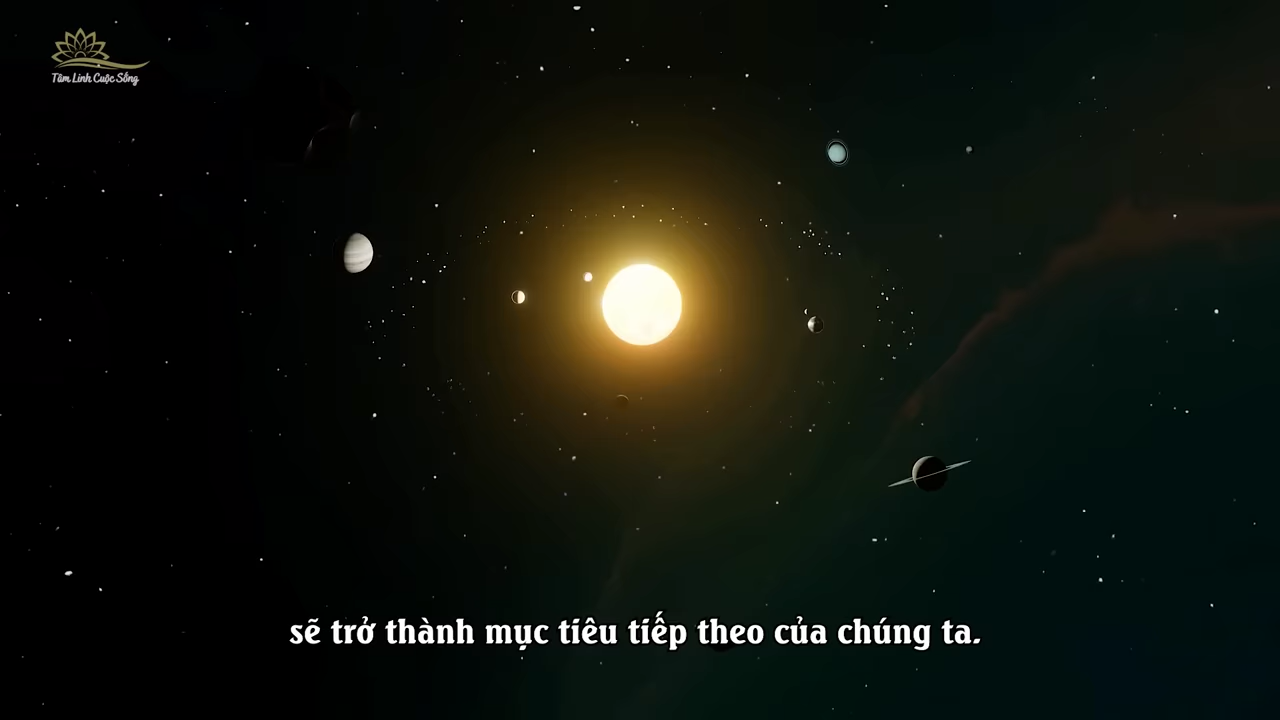 Tâm Linh Cuộc Sống
sẽ trở thành mục tiêu tiếp theo của chúng ta.